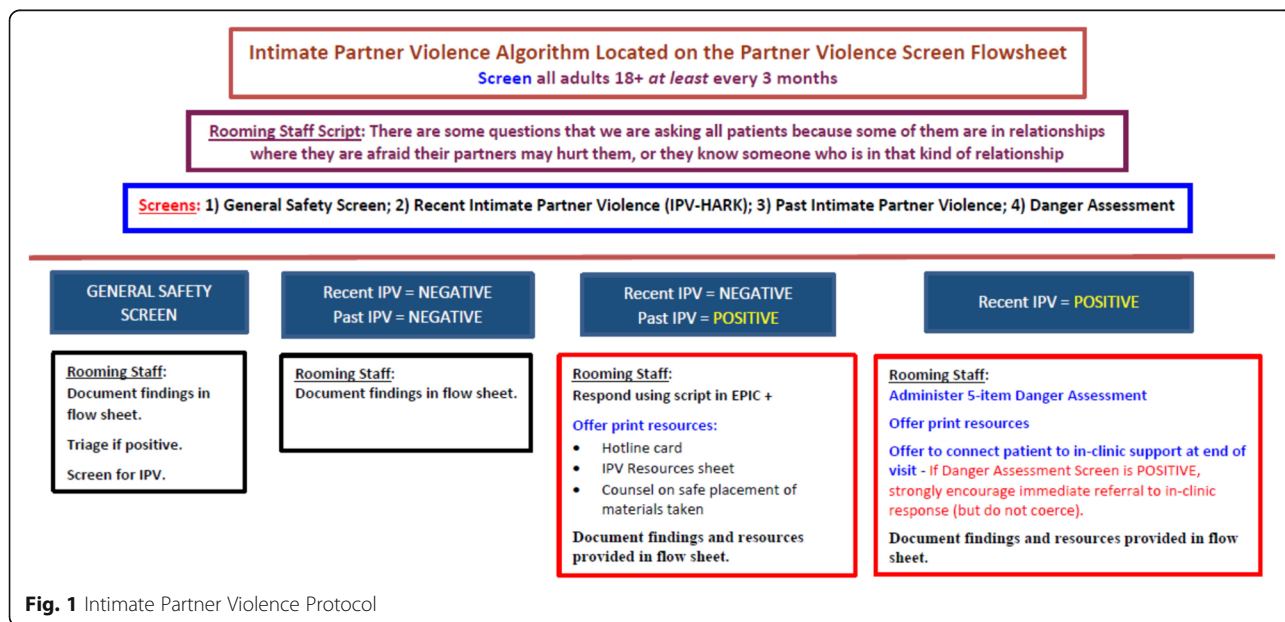 Intimate Partner Violence Algorithm Located on the Partner Violence Screen Flowsheet
Screen all adults 18+ at least every 3 months
Rooming Staff Script: There are some questions that we are asking all patients because some of them are in relationships
where they are afraid their partners may hurt them, or they know someone who is in that kind of relationship
Screens: 1) General Safety Screen; 2) Recent Intimate Partner Violence (IPV-HARK); 3) Past Intimate Partner Violence; 4) Danger Assessment
GENERAL SAFETY
SCREEN
Rooming Staff:
Document findings in
flow sheet.
Triage if positive.
Screen for IPV.
Recent IPV = NEGATIVE
Past IPV = NEGATIVE
Rooming Staff:
Document findings in flow sheet.
Recent IPV = NEGATIVE
Past IPV = POSITIVE
Rooming Staff:
Respond using script in EPIC +
Offer print resources:
• Hotline card
• IPV Resources sheet
• Counsel on safe placement of
materials taken
Document findings and resources
provided in flow sheet.
Recent IPV = POSITIVE
Rooming Staff:
Administer 5-item Danger Assessment
Offer print resources
Offer to connect patient to in-clinic support at end of
visit - If Danger Assessment Screen is POSITIVE,
strongly encourage immediate referral to in-clinic
response (but do not coerce).
Document findings and resources provided in flow
sheet.
Fig. 1 Intimate Partner Violence Protocol